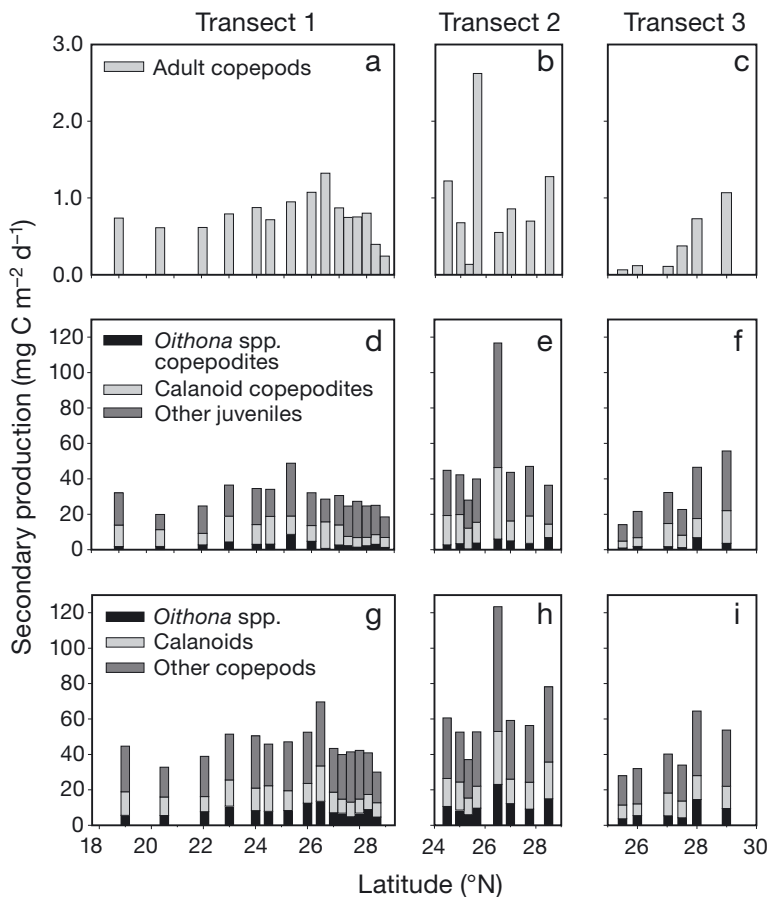 Transect 1
Transect 2
Transect 3
Secondary production (mg C m⁻² d⁻¹)
3.0
2.0
1.0
0.0
Adult copepods
a
b
c
120
100
80
60
40
20
0
Oithona spp.
copepodites
Calanoid copepodites
Other juveniles
d
e
f
120
100
80
60
40
20
0
Oithona spp.
Calanoids
Other copepods
g
h
i
18 20 22 24 26 28
24 26 28
26 28 30
Latitude (°N)